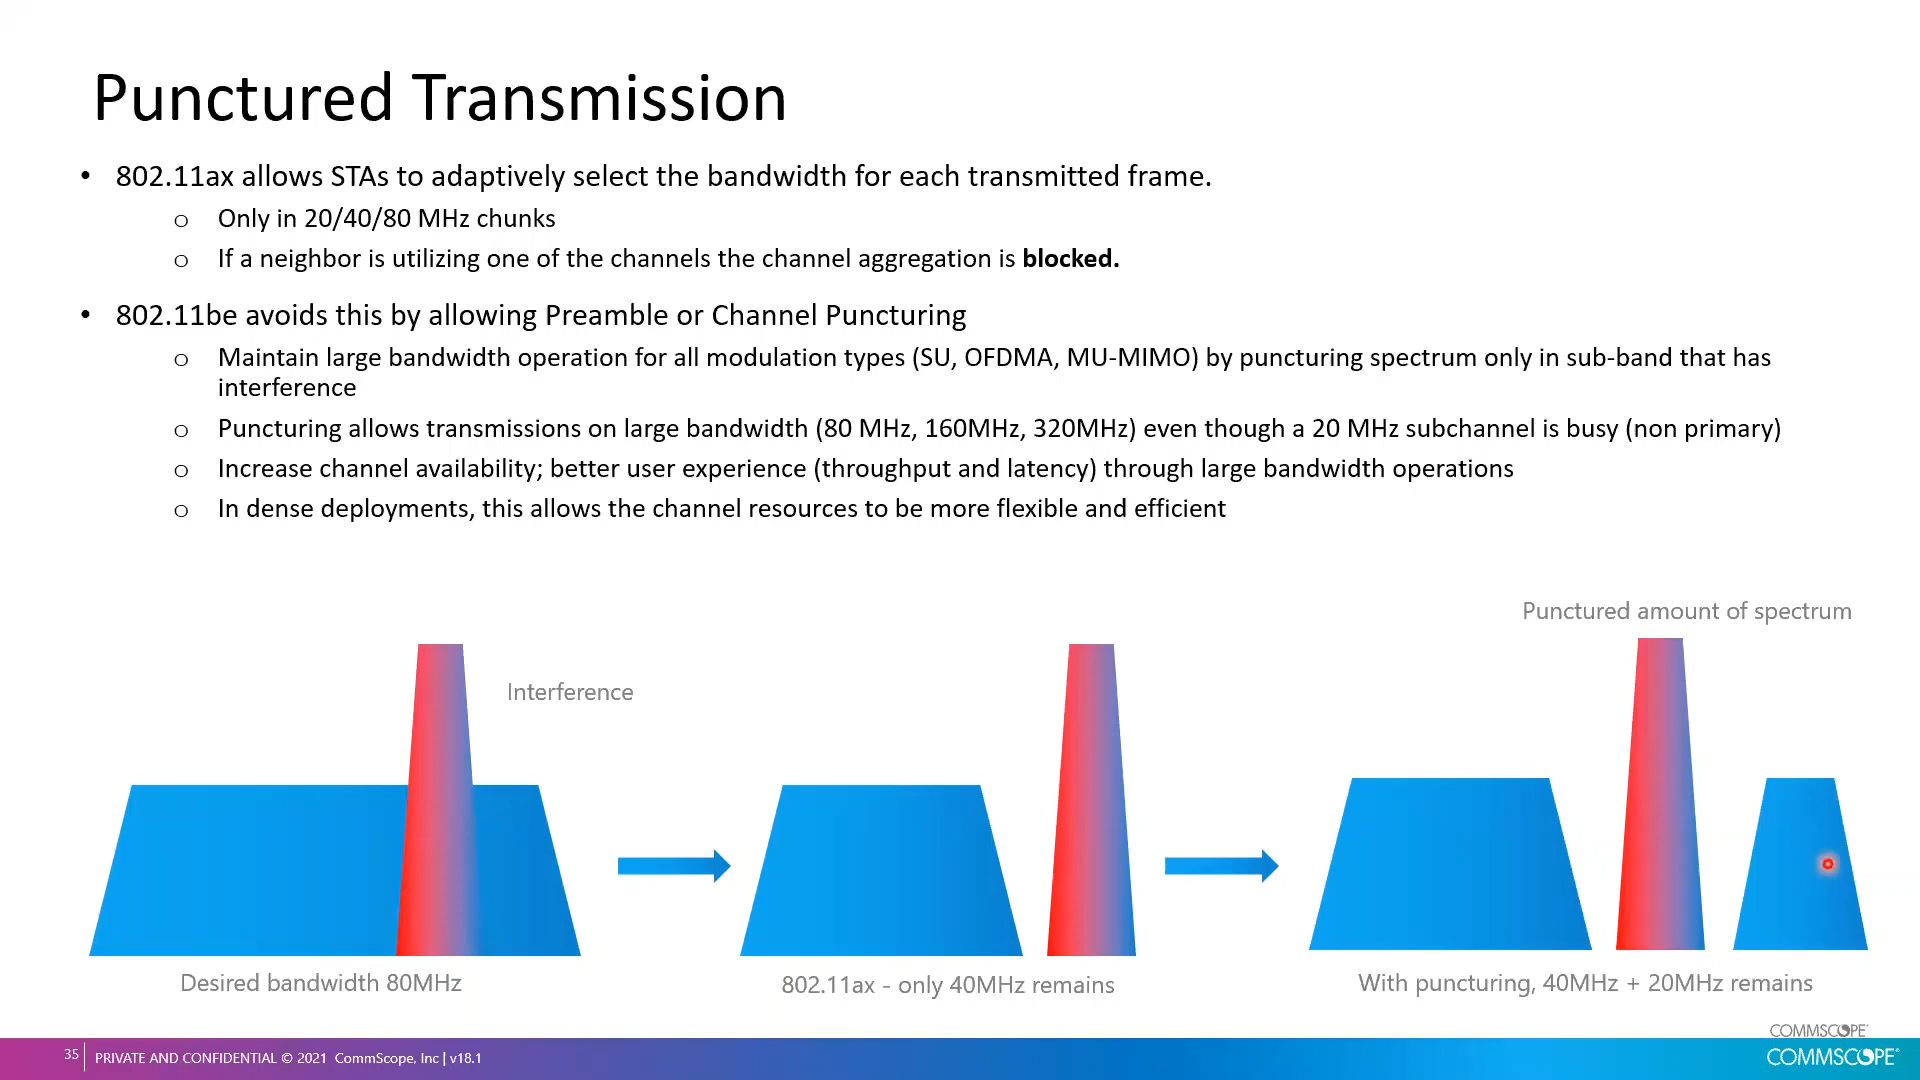 Punctured Transmission
• 802.11ax allows STAs to adaptively select the bandwidth for each transmitted frame.
o Only in 20/40/80 MHz chunks
o If a neighbor is utilizing one of the channels the channel aggregation is blocked.
• 802.11be avoids this by allowing Preamble or Channel Puncturing
o Maintain large bandwidth operation for all modulation types (SU, OFDMA, MU-MIMO) by puncturing spectrum only in sub-band that has
interference
o Puncturing allows transmissions on large bandwidth (80 MHz, 160MHz, 320MHz) even though a 20 MHz subchannel is busy (non primary)
o Increase channel availability; better user experience (throughput and latency) through large bandwidth operations
o In dense deployments, this allows the channel resources to be more flexible and efficient
Punctured amount of spectrum
Interference
Desired bandwidth 80MHz
802.11ax - only 40MHz remains
With puncturing, 40MHz + 20MHz remains
COMMSCOPE®
35 PRIVATE AND CONFIDENTIAL © 2021 CommScope, Inc | v18.1
COMMSCOPE®